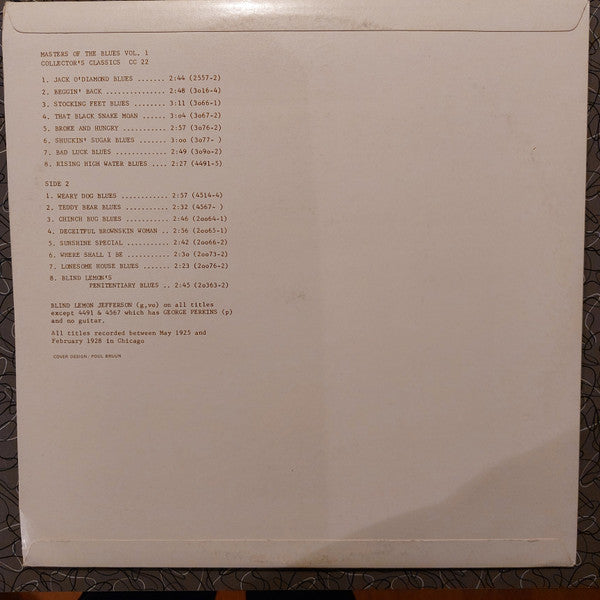 MASTERS OF THE BLUES VOL. 1
COLLECTOR'S CLASSICS CC 22
1. JACK O'DIAMOND BLUES ....... 2:44 (2557-2)
2. BEGGIN' BACK ............... 2:48 (3o16-4)
3. STOCKING FEET BLUES ........ 3:11 (3o66-1)
4. THAT BLACK SNAKE MOAN ...... 3:o4 (3o67-2)
5. BROKE AND HUNGRY ........... 2:57 (3o76-2)
6. SHUCKIN' SUGAR BLUES ....... 3:oo (3o77- )
7. BAD LUCK BLUES ............. 2:49 (3o9o-2)
8. RISING HIGH WATER BLUES .... 2:27 (4491-5)
SIDE 2
1. WEARY DOG BLUES ............ 2:57 (4514-4)
2. TEDDY BEAR BLUES ........... 2:32 (4567- )
3. CHINCH BUG BLUES ........... 2:46 (2oo64-1)
4. DECEITFUL BROWNSKIN WOMAN .. 2:56 (2oo65-1)
5. SUNSHINE SPECIAL ........... 2:42 (2oo66-2)
6. WHERE SHALL I BE ........... 2:3o (2oo73-2)
7. LONESOME HOUSE BLUES ....... 2:23 (2oo76-2)
8. BLIND LEMON'S
PENITENTIARY BLUES .. 2:45 (2o363-2)
BLIND LEMON JEFFERSON (g,vo) on all titles
except 4491 & 4567 which has GEORGE PERKINS (p)
and no guitar.
All titles recorded between May 1925 and
February 1928 in Chicago
COVER DESIGN: POUL BRUUN